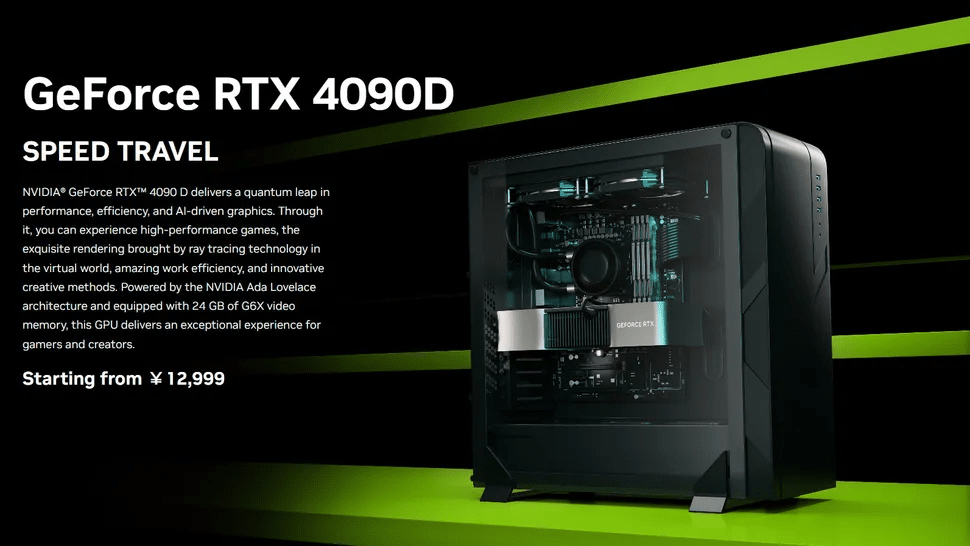 GeForce RTX 4090D
SPEED TRAVEL
NVIDIA® GeForce RTX™ 4090 D delivers a quantum leap in
performance, efficiency, and AI-driven graphics. Through
it, you can experience high-performance games, the
exquisite rendering brought by ray tracing technology in
the virtual world, amazing work efficiency, and innovative
creative methods. Powered by the NVIDIA Ada Lovelace
architecture and equipped with 24 GB of G6X video
memory, this GPU delivers an exceptional experience for
gamers and creators.
Starting from ¥12,999
GEFORCE RTX